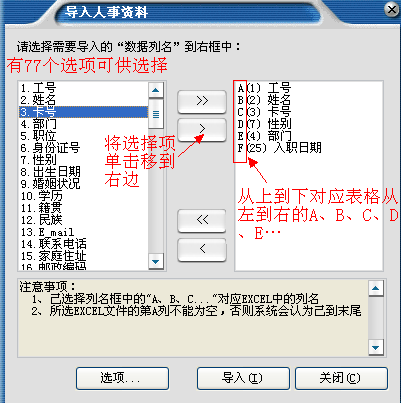 导入人事资料
请选择需要导入的“数据列名”到右框中：
有77个选项可供选择
1.工号
2.姓名
3.卡号
4.部门
5.职位
6.身份证号
7.性别
8.出生日期
9.婚姻状况
10.学历
11.籍贯
12.民族
13.E_mail
14.联系电话
15.家庭住址
16.邮政编码
>>
>
<<
<
将选择项
单击移到
右边
A(1) 工号
B(2) 姓名
C(3) 卡号
D(7) 性别
E(4) 部门
F(25) 入职日期
从上到下对应表格从
左到右的A、B、C、D
、E…
注意事项：
1、己选择列名框中的"A、B、C..."对应EXCEL中的列名
2、所选EXCEL文件的第A列不能为空，否则系统会认为己到末尾
选项...
导入(I)
关闭(C)